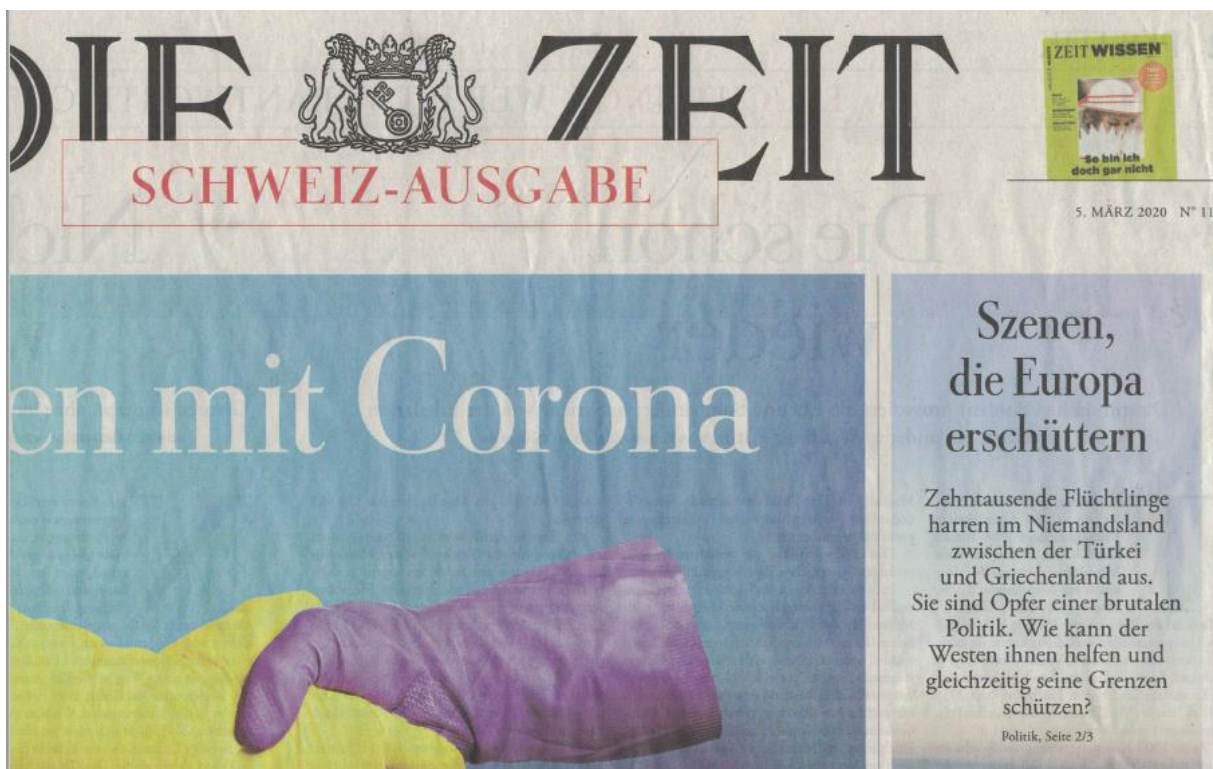 DIE ZEIT
SCHWEIZ-AUSGABE
ZEIT WISSEN
So bin ich
doch gar nicht
5. MÄRZ 2020 N° 11
en mit Corona
Szenen,
die Europa
erschüttern
Zehntausende Flüchtlinge
harren im Niemandsland
zwischen der Türkei
und Griechenland aus.
Sie sind Opfer einer brutalen
Politik. Wie kann der
Westen ihnen helfen und
gleichzeitig seine Grenzen
schützen?
Politik, Seite 2/3